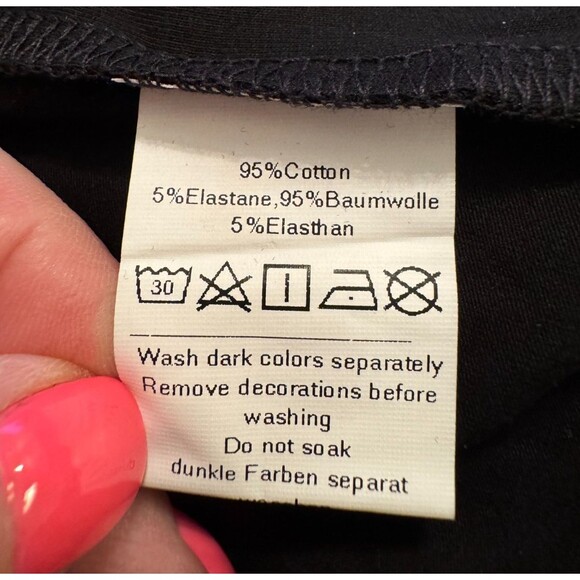 95%Cotton
5%Elastane,95%Baumwolle
5%Elasthan
30
Wash dark colors separately
Remove decorations before
washing
Do not soak
dunkle Farben separat